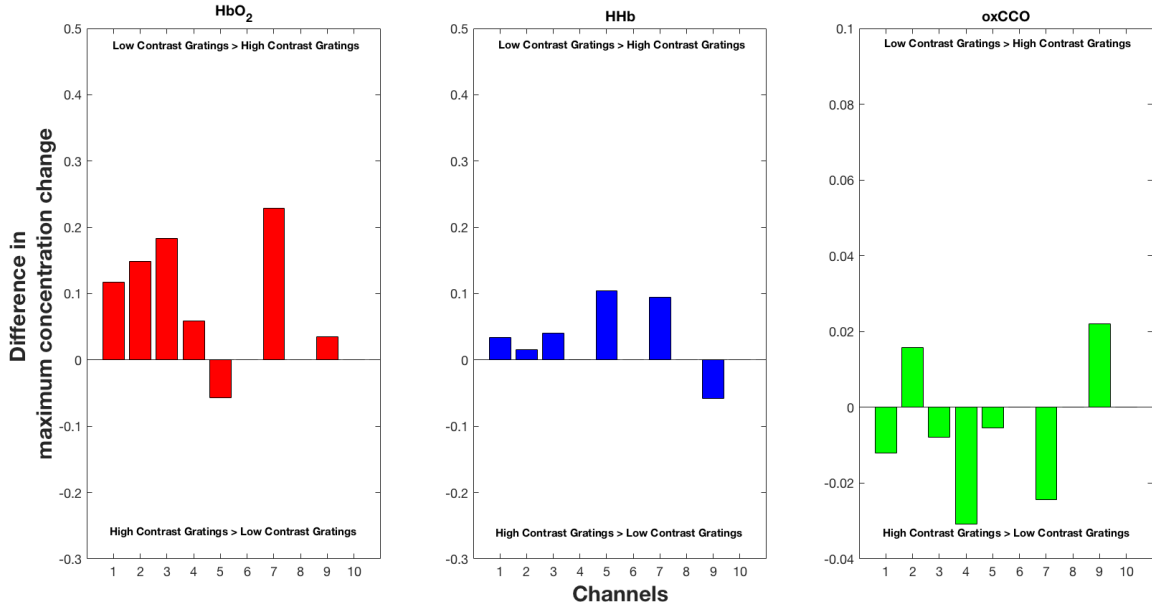 HbO2
HHb
oxCCO
Low Contrast Gratings > High Contrast Gratings
Low Contrast Gratings > High Contrast Gratings
Low Contrast Gratings > High Contrast Gratings
Difference in
maximum concentration change
0.5
0.4
0.3
0.2
0.1
0
-0.1
-0.2
-0.3
0.5
0.4
0.3
0.2
0.1
0
-0.1
-0.2
-0.3
0.1
0.08
0.06
0.04
0.02
0
-0.02
-0.04
High Contrast Gratings > Low Contrast Gratings
High Contrast Gratings > Low Contrast Gratings
High Contrast Gratings > Low Contrast Gratings
1 2 3 4 5 6 7 8 9 10
1 2 3 4 5 6 7 8 9 10
1 2 3 4 5 6 7 8 9 10
Channels